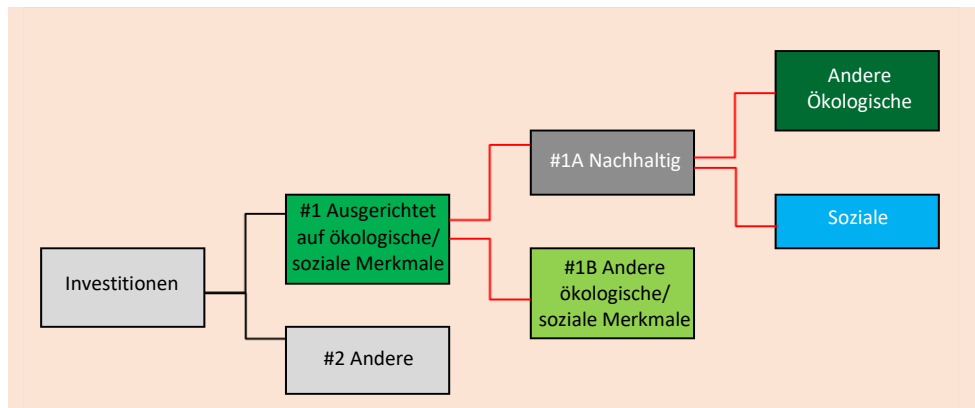 Investitionen
#1 Ausgerichtet
auf ökologische/
soziale Merkmale
#2 Andere
#1A Nachhaltig
#1B Andere
ökologische/
soziale Merkmale
Andere
Ökologische
Soziale